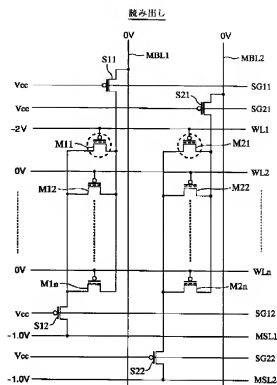 読み出し
0V 0V
S11 MBL1 MBL2
Vcc S21 SG11
Vcc SG21
-2V WL1
M11 M21
0V WL2
M12 M22
0V WLn
M1n M2n
Vcc SG12
S12
-1.0V MSL1
Vcc SG22
S22
-1.0V MSL2